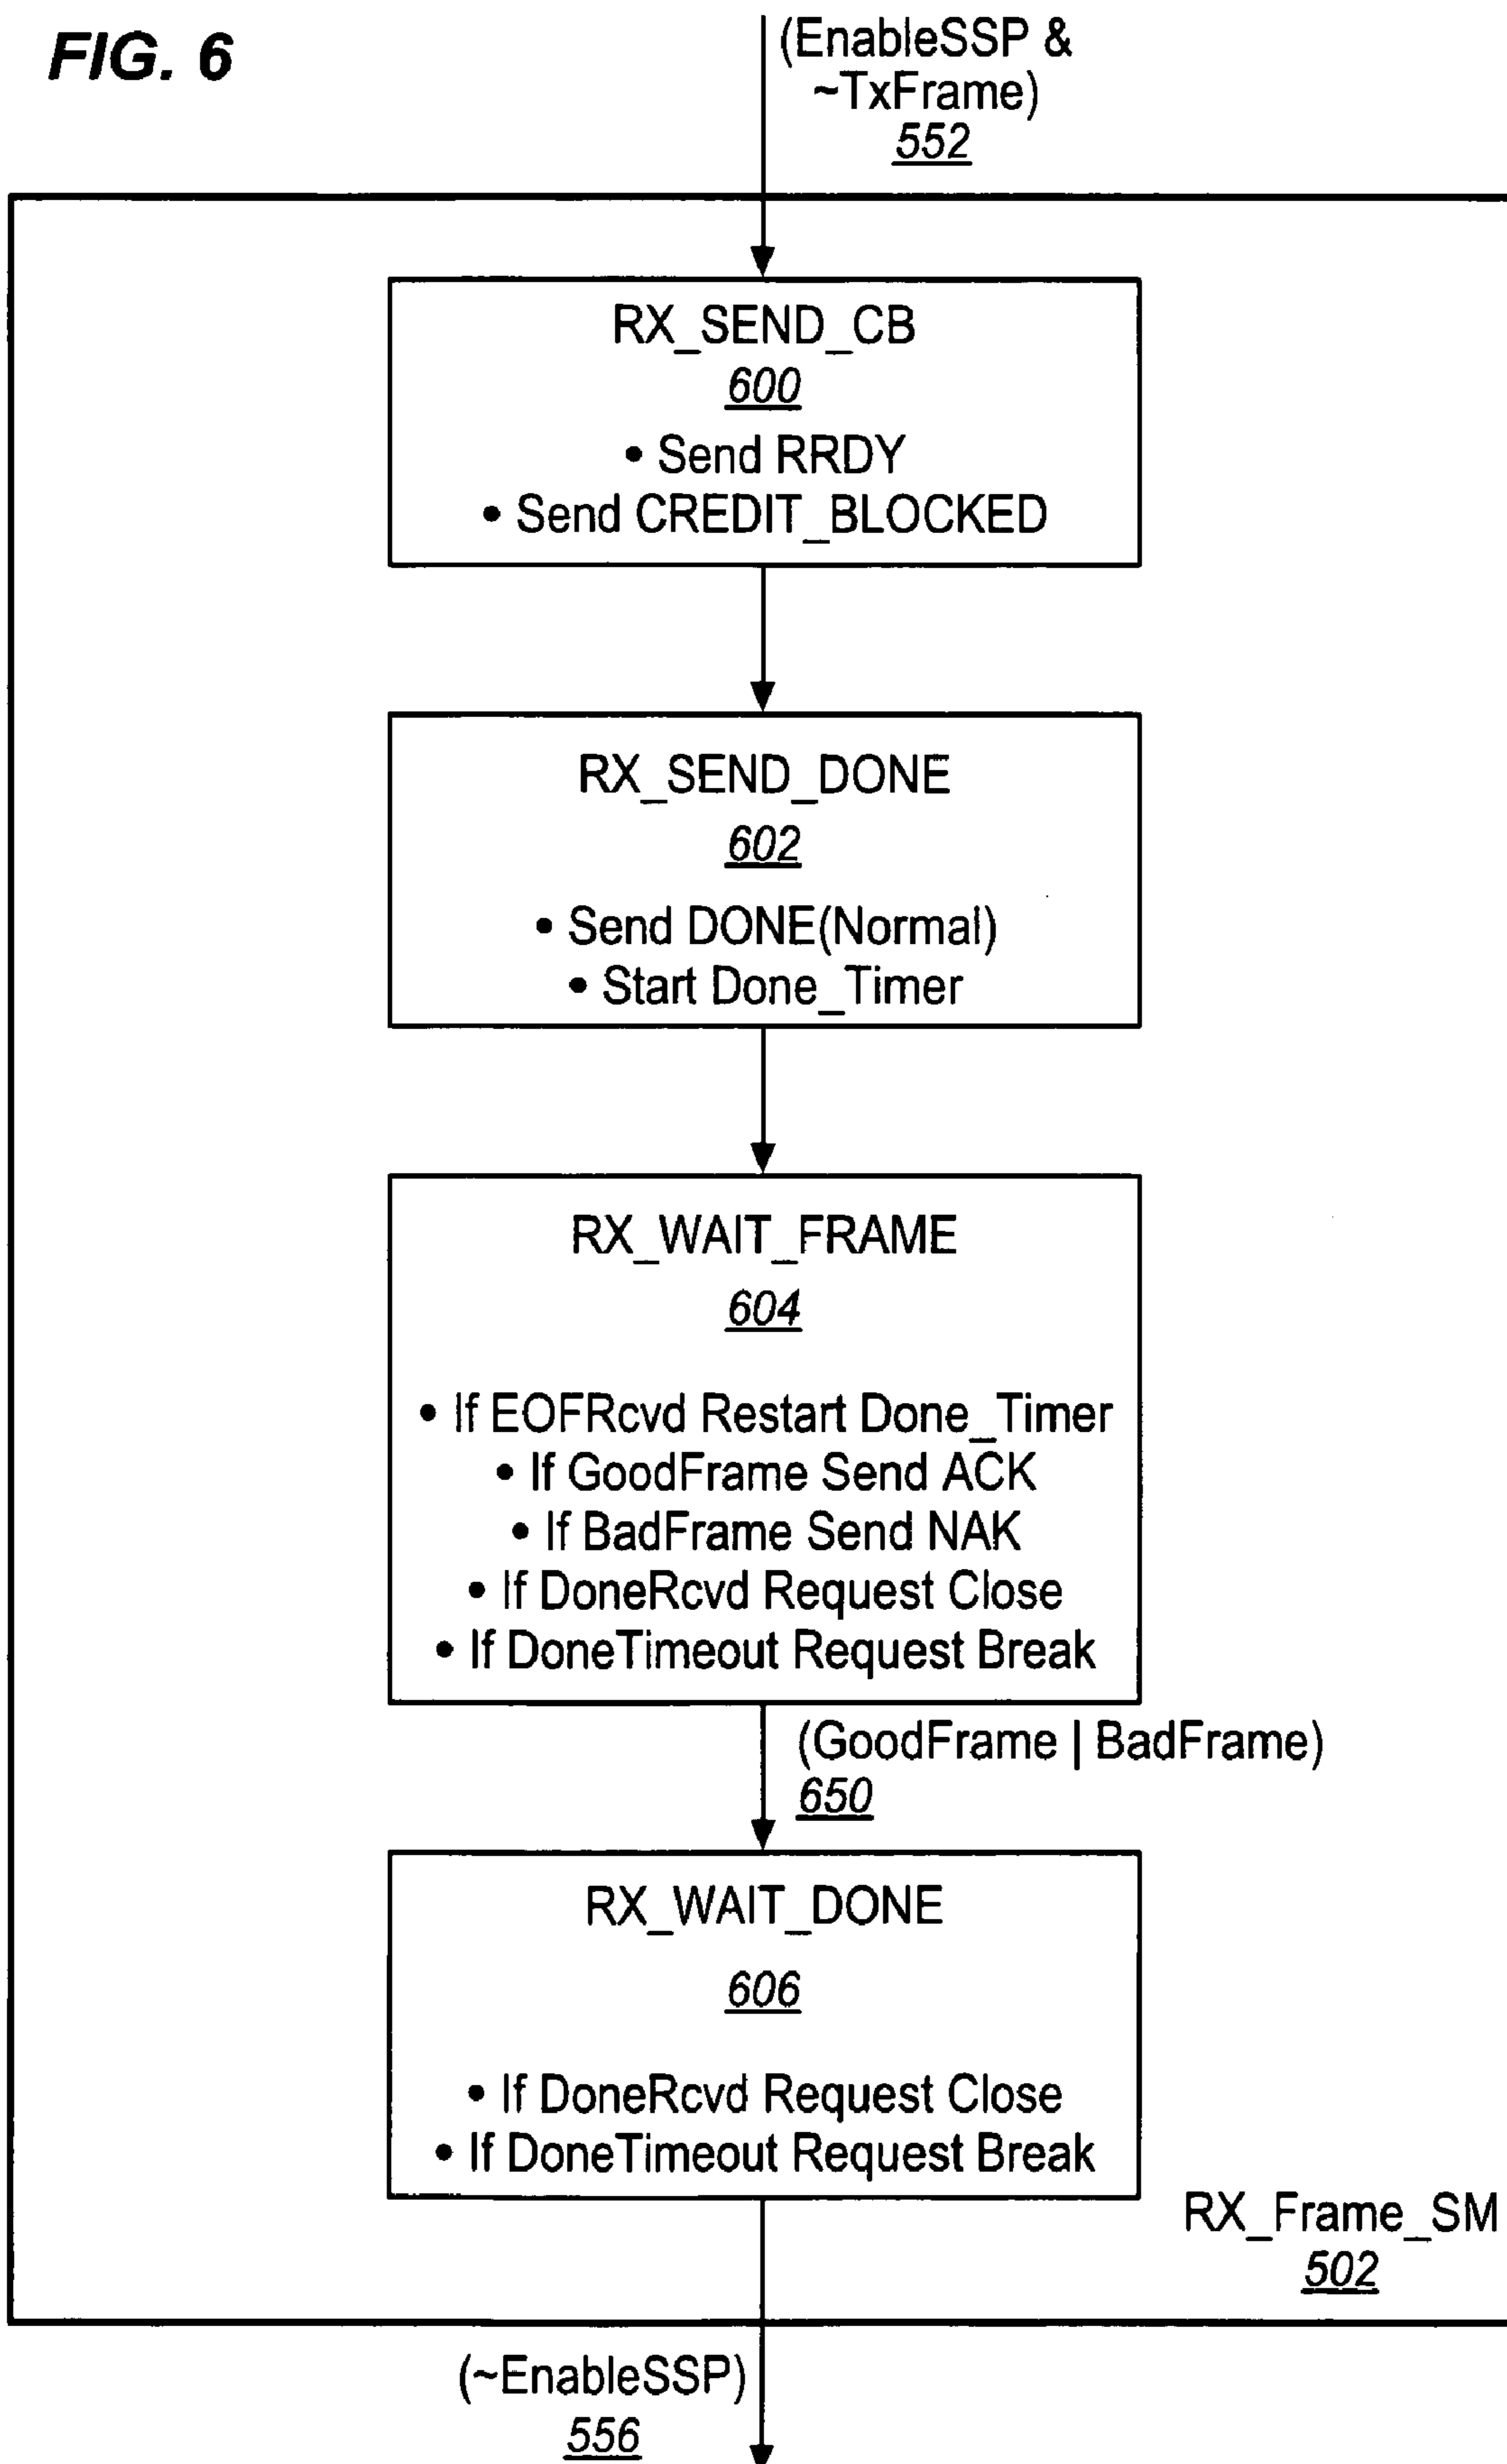 FIG. 6
(EnableSSP &
~TxFrame)
552
RX_SEND_CB
600
• Send RRDY
• Send CREDIT_BLOCKED
RX_SEND_DONE
602
• Send DONE(Normal)
• Start Done_Timer
RX_WAIT_FRAME
604
• If EOFRcvd Restart Done_Timer
• If GoodFrame Send ACK
• If BadFrame Send NAK
• If DoneRcvd Request Close
• If DoneTimeout Request Break
(GoodFrame | BadFrame)
650
RX_WAIT_DONE
606
• If DoneRcvd Request Close
• If DoneTimeout Request Break
RX_Frame_SM
502
(~EnableSSP)
556